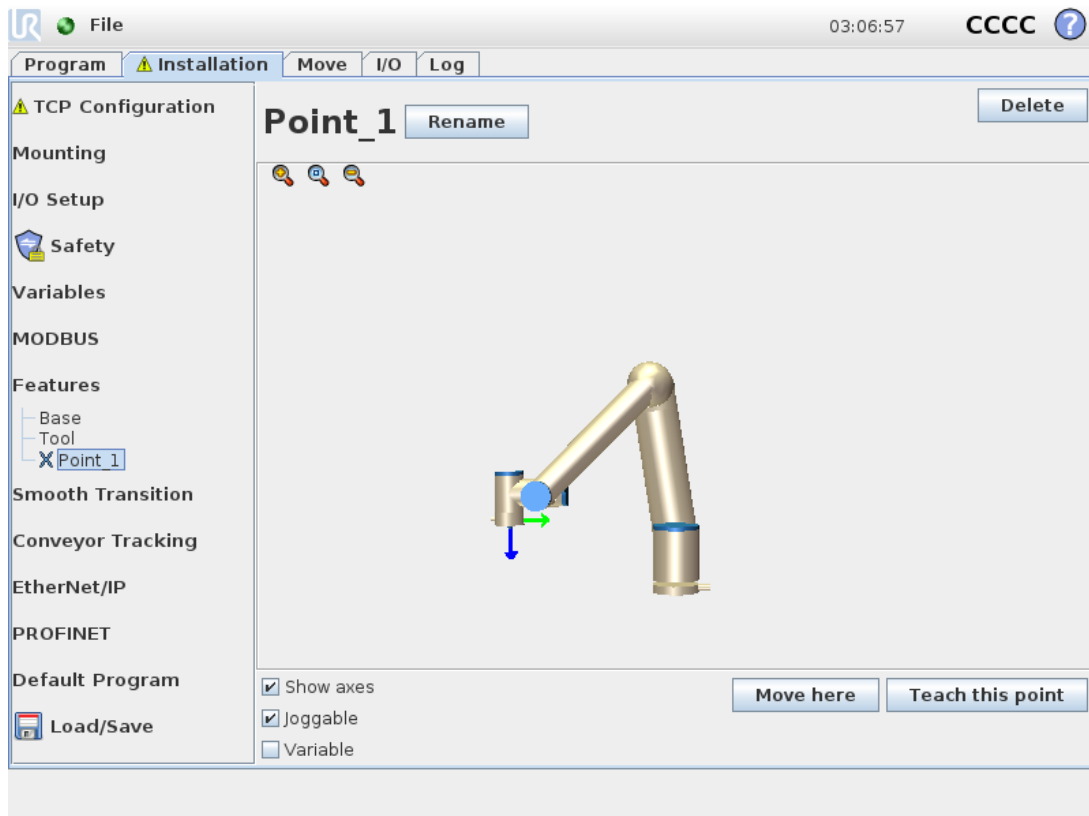 UR File 03:06:57 CCCC ?
Program Installation Move I/O Log
TCP Configuration
Mounting
I/O Setup
Safety
Variables
MODBUS
Features
Base
Tool
Point_1
Smooth Transition
Conveyor Tracking
EtherNet/IP
PROFINET
Default Program
Load/Save
Point_1 Rename Delete
Show axes
Joggable
Variable
Move here Teach this point